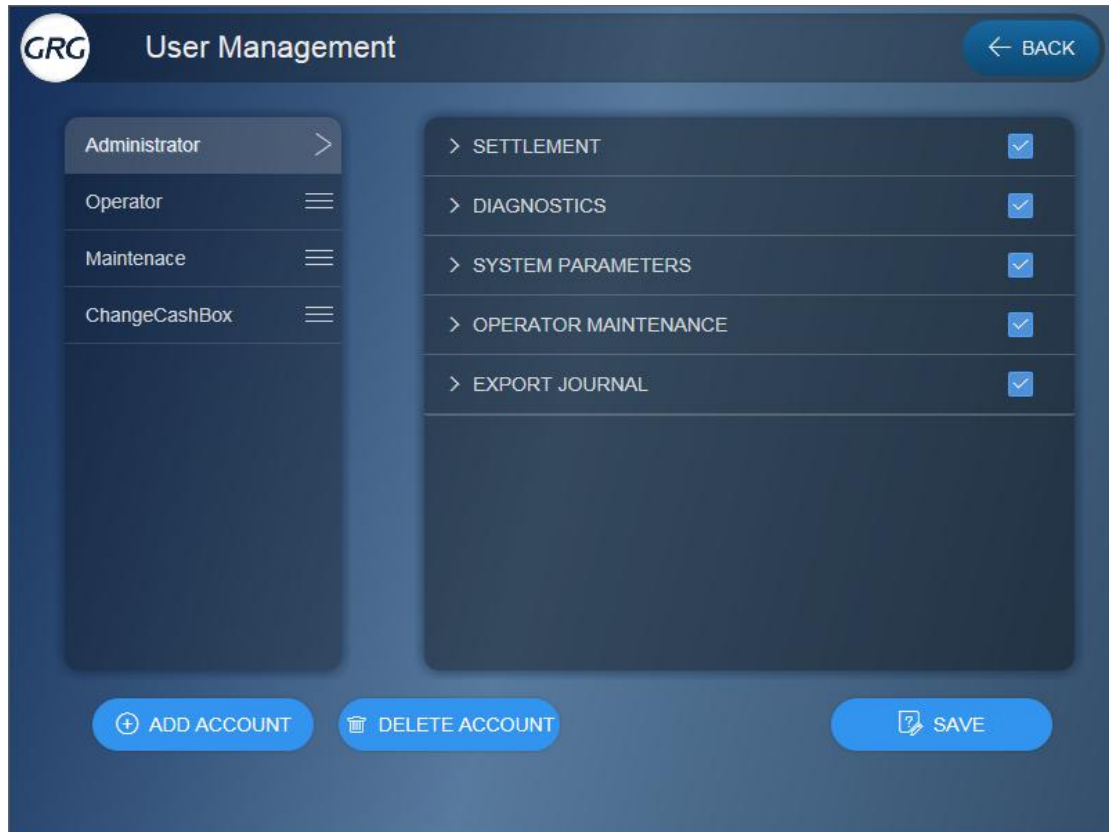 GRG User Management BACK
Administrator
Operator
Maintenace
ChangeCashBox
SETTLEMENT
DIAGNOSTICS
SYSTEM PARAMETERS
OPERATOR MAINTENANCE
EXPORT JOURNAL
ADD ACCOUNT DELETE ACCOUNT SAVE